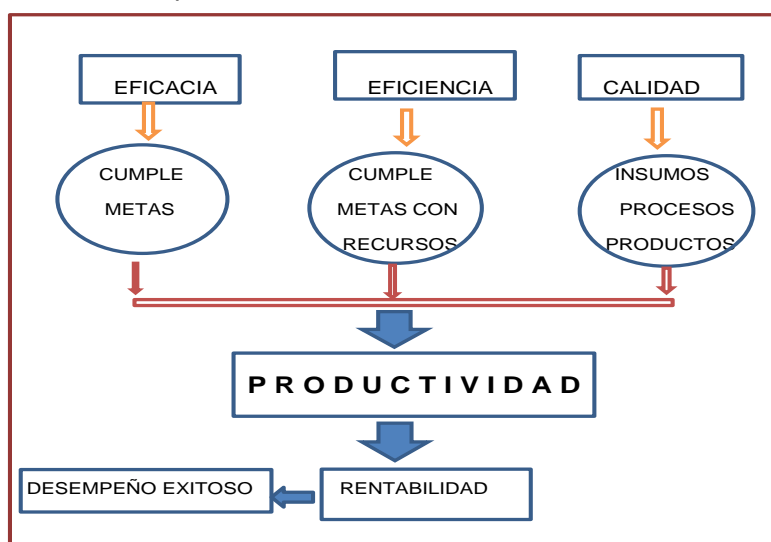 EFICACIA
EFICIENCIA
CALIDAD
CUMPLE
METAS
CUMPLE
METAS CON
RECURSOS
INSUMOS
PROCESOS
PRODUCTOS
P R O D U C T I V I D A D
DESEMPEÑO EXITOSO
RENTABILIDAD